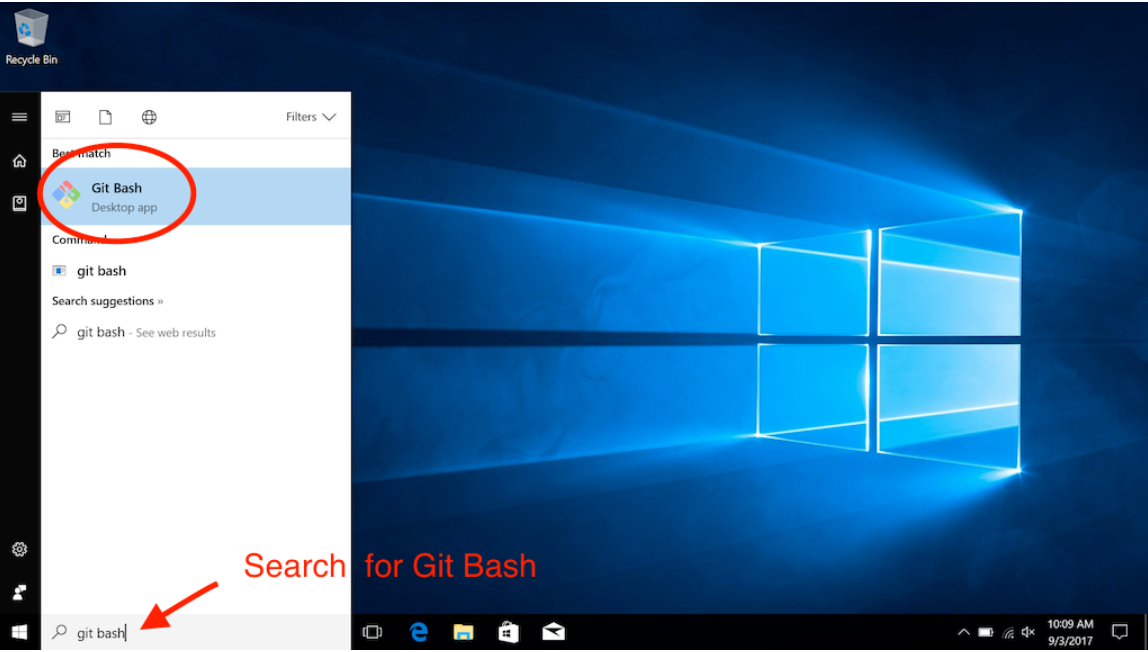 Recycle Bin
Filters
Best match
Git Bash
Desktop app
Command
git bash
Search suggestions »
git bash - See web results
Search for Git Bash
git bash
10:09 AM
9/3/2017